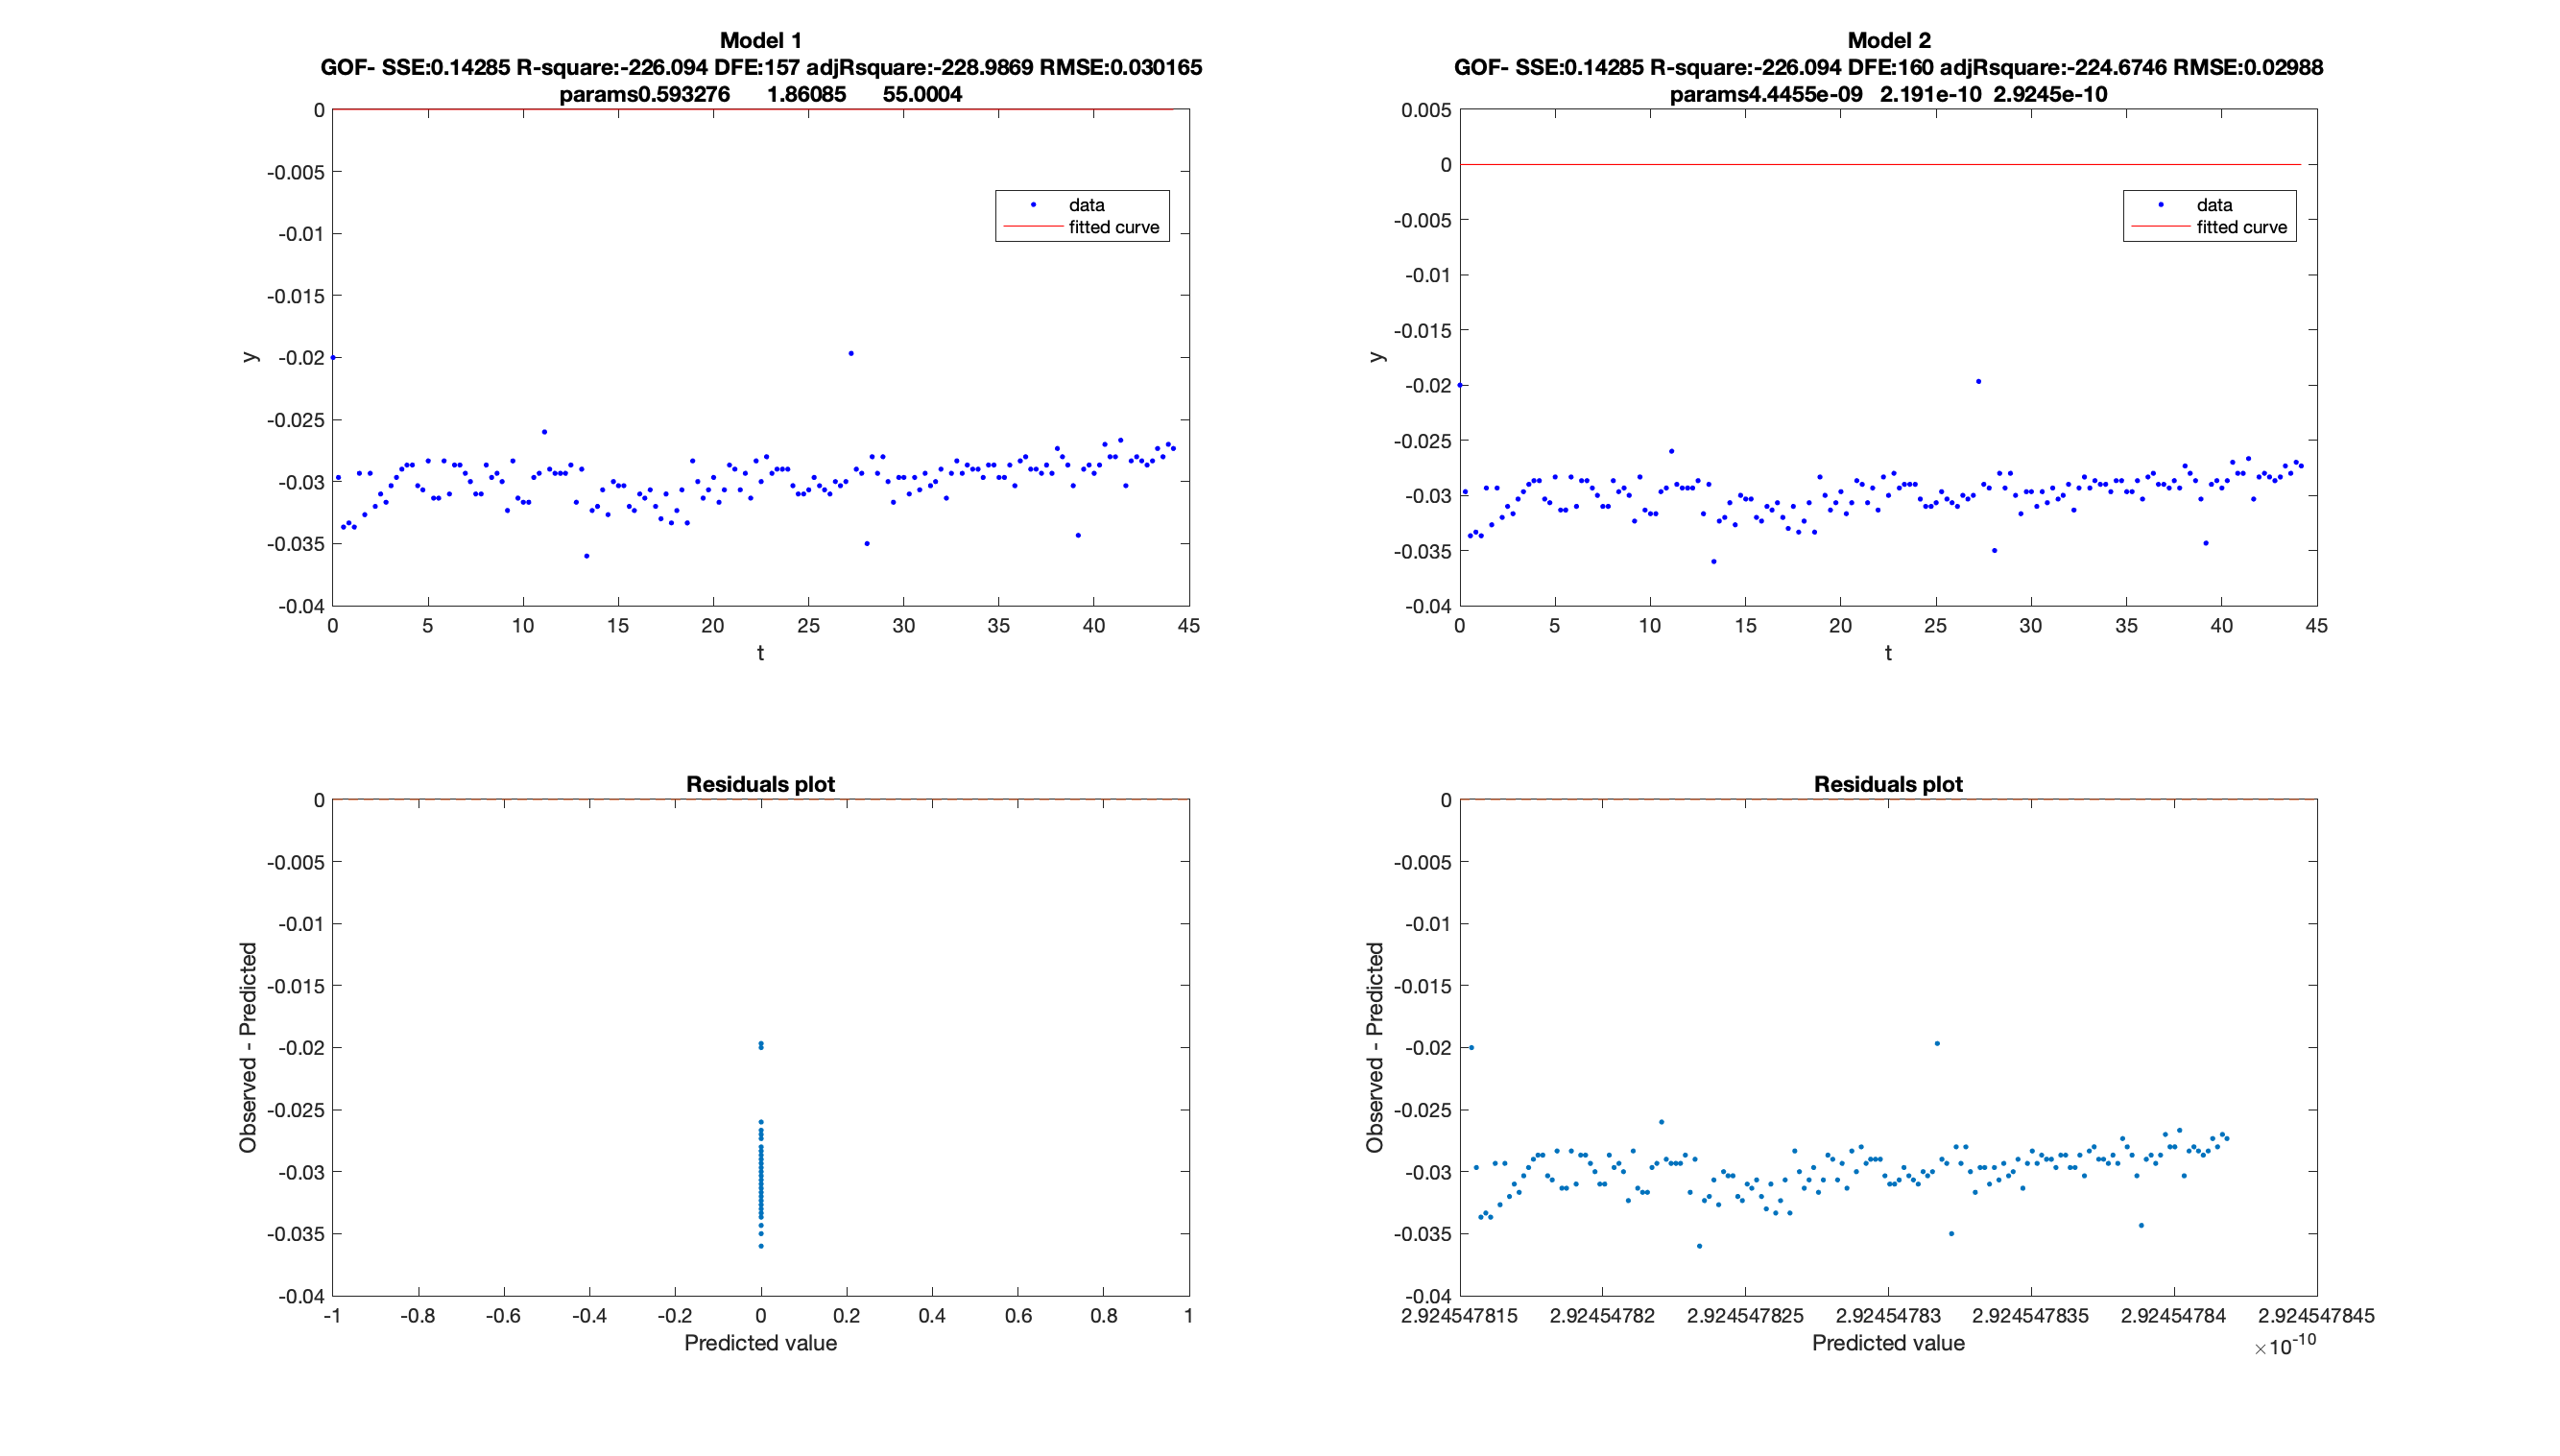 Model 1
GOF- SSE:0.14285 R-square:-226.094 DFE:157 adjRsquare:-228.9869 RMSE:0.030165
params0.593276 1.86085 55.0004
0
-0.005
-0.01
-0.015
-0.02
-0.025
-0.03
-0.035
-0.04
y
data
fitted curve
0 5 10 15 20 25 30 35 40 45
t
Model 2
GOF- SSE:0.14285 R-square:-226.094 DFE:160 adjRsquare:-224.6746 RMSE:0.02988
params4.4455e-09 2.191e-10 2.9245e-10
0.005
0
-0.005
-0.01
-0.015
-0.02
-0.025
-0.03
-0.035
-0.04
y
data
fitted curve
0 5 10 15 20 25 30 35 40 45
t
Residuals plot
0
-0.005
-0.01
-0.015
-0.02
-0.025
-0.03
-0.035
-0.04
Observed - Predicted
-1 -0.8 -0.6 -0.4 -0.2 0 0.2 0.4 0.6 0.8 1
Predicted value
Residuals plot
0
-0.005
-0.01
-0.015
-0.02
-0.025
-0.03
-0.035
-0.04
Observed - Predicted
2.9245547815 2.924547782 2.9245547825 2.924547783 2.9245547835 2.924547784 2.9245547845
Predicted value
×10-10